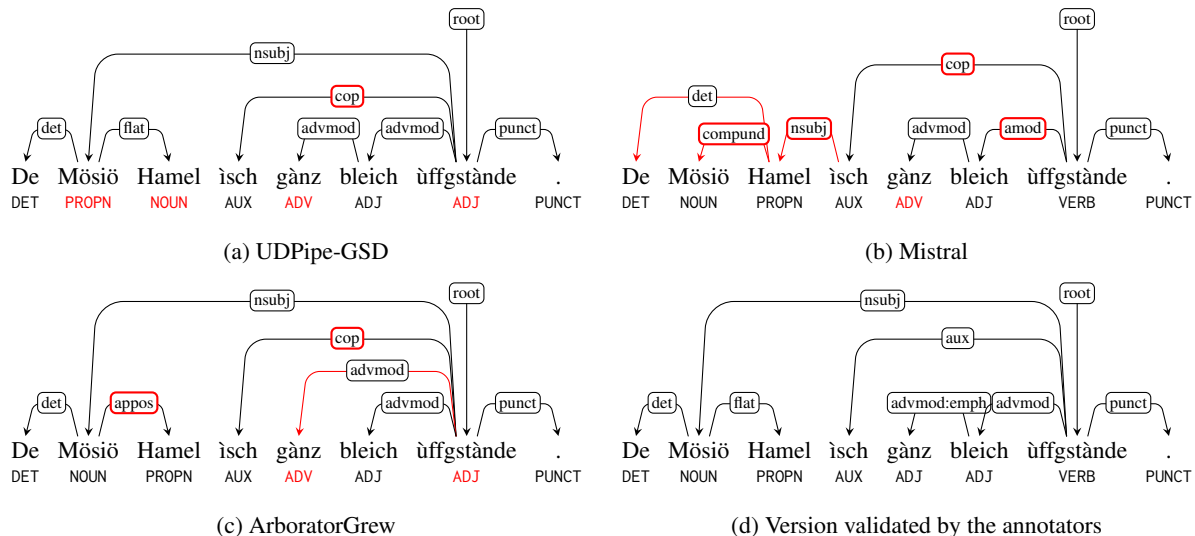 root
nsubj
cop
det flat advmod advmod punct
De Mösiö Hamel ìsch gànz bleich ùffgstànde .
DET PROPN NOUN AUX ADV ADJ ADJ PUNCT
(a) UDPipe-GSD
root
cop
det
compund nsubj advmod amod punct
De Mösiö Hamel ìsch gànz bleich ùffgstànde .
DET NOUN PROPN AUX ADV ADJ VERB PUNCT
(b) Mistral
root
nsubj
cop
advmod
det appos advmod punct
De Mösiö Hamel ìsch gànz bleich ùffgstànde .
DET NOUN PROPN AUX ADV ADJ ADJ PUNCT
(c) ArboratorGrew
root
nsubj
aux
det flat advmod:emph advmod punct
De Mösiö Hamel ìsch gànz bleich ùffgstànde .
DET NOUN PROPN AUX ADJ ADJ VERB PUNCT
(d) Version validated by the annotators